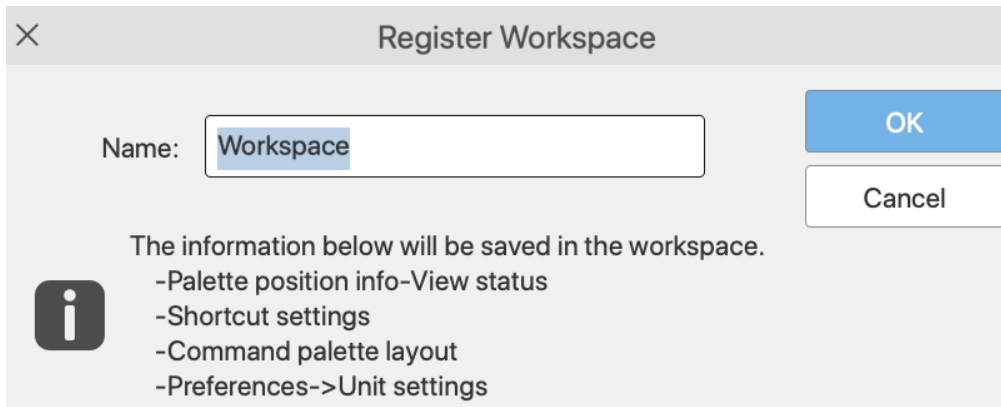 Register Workspace
Name:
Workspace
OK
Cancel
The information below will be saved in the workspace.
-Palette position info-View status
-Shortcut settings
-Command palette layout
-Preferences->Unit settings